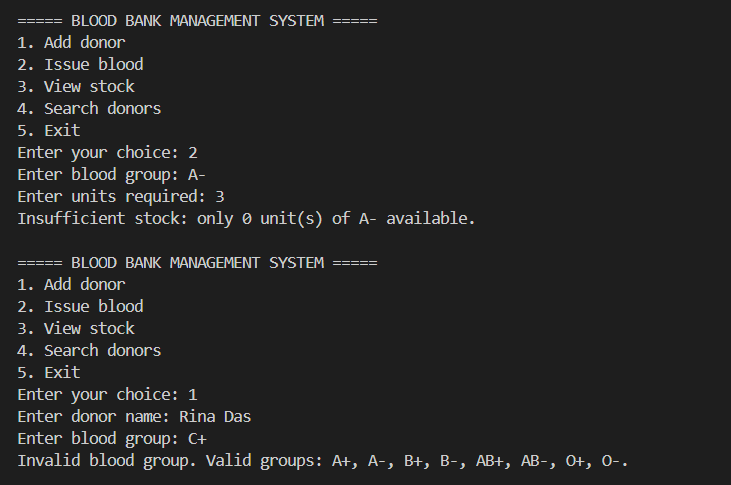 ===== BLOOD BANK MANAGEMENT SYSTEM =====
1. Add donor
2. Issue blood
3. View stock
4. Search donors
5. Exit
Enter your choice: 2
Enter blood group: A-
Enter units required: 3
Insufficient stock: only 0 unit(s) of A- available.

===== BLOOD BANK MANAGEMENT SYSTEM =====
1. Add donor
2. Issue blood
3. View stock
4. Search donors
5. Exit
Enter your choice: 1
Enter donor name: Rina Das
Enter blood group: C+
Invalid blood group. Valid groups: A+, A-, B+, B-, AB+, AB-, O+, O-.